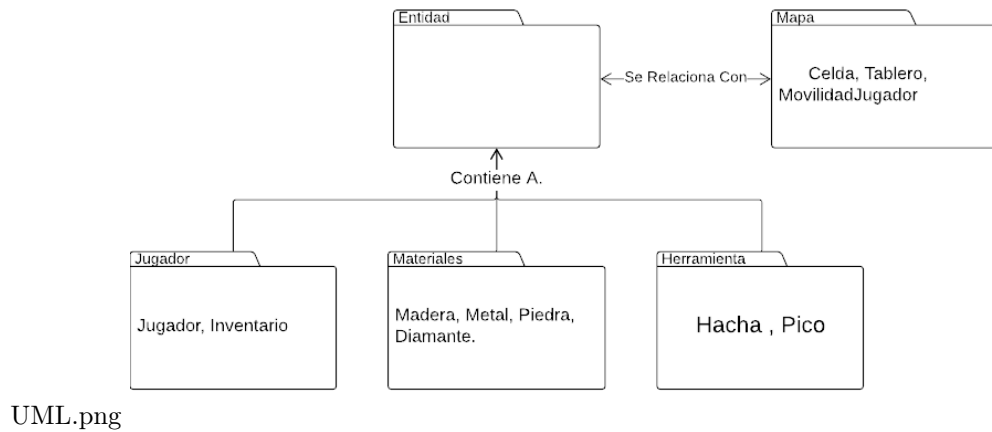 Entidad
Mapa
Celda, Tablero,
MovilidadJugador
Se Relaciona Con
Contiene A.
Jugador
Jugador, Inventario
Materiales
Madera, Metal, Piedra,
Diamante.
Herramienta
Hacha , Pico
UML.png